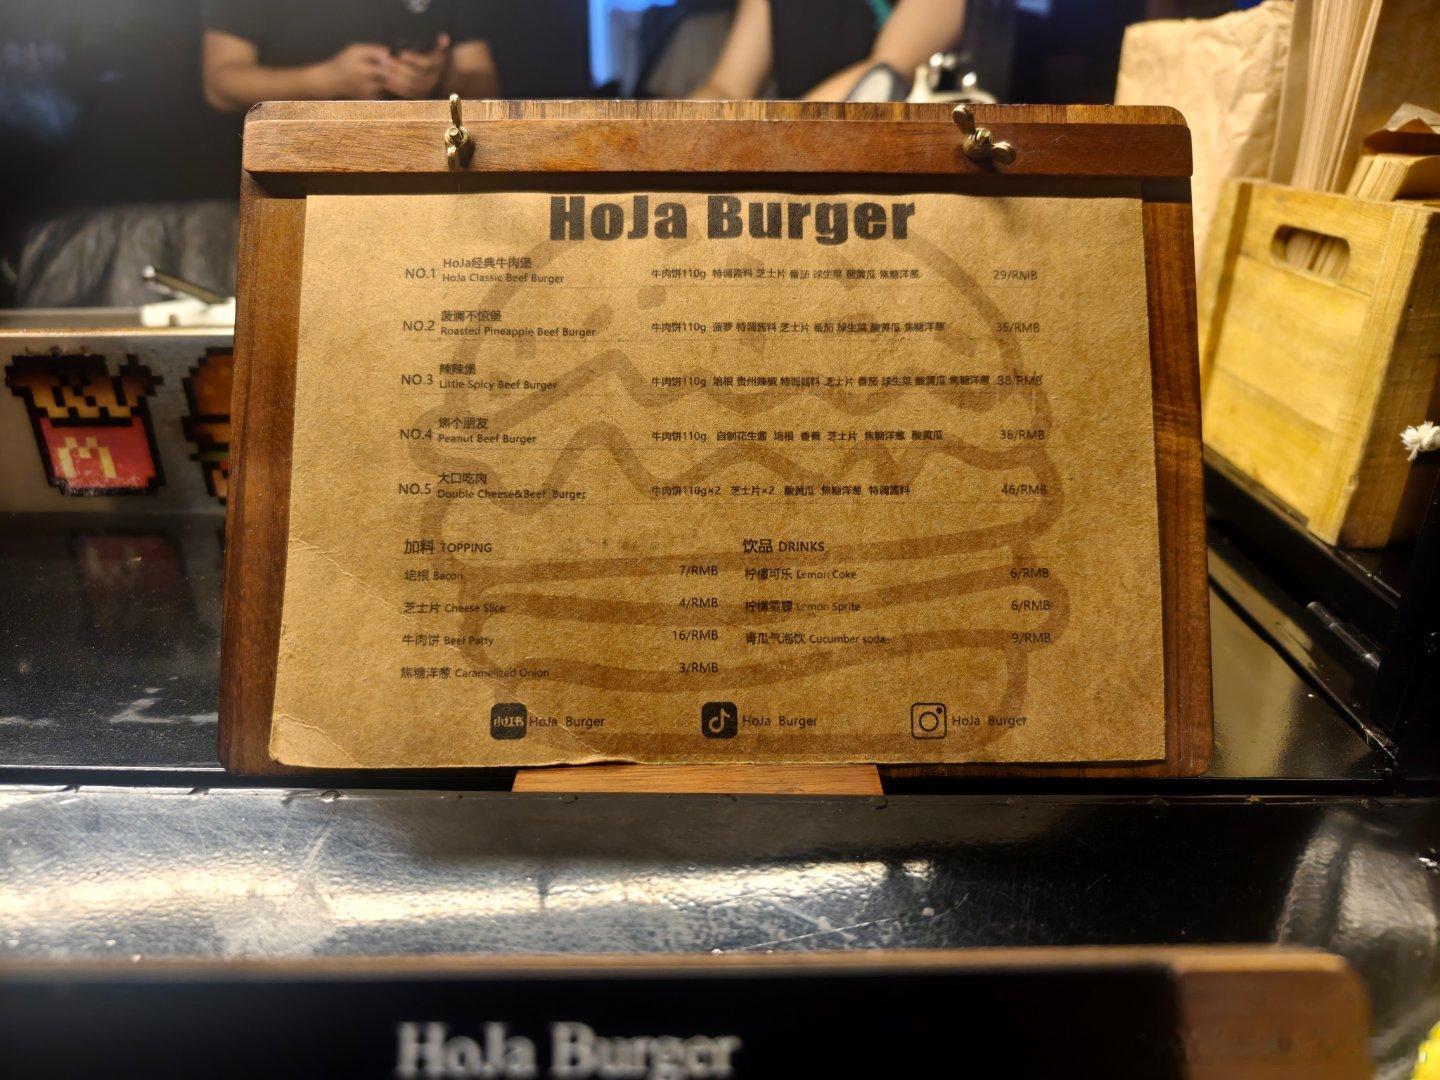 HoJa Burger
NO.1 HoJa经典牛肉堡
HoJa Classic Beef Burger
牛肉饼110g 特调酱料 芝士片 番茄 球生菜 酸黄瓜 焦糖洋葱 29/RMB
NO.2 菠澜不惊堡
Roasted Pineapple Beef Burger
牛肉饼110g 菠萝 特调酱料 芝士片 番茄 球生菜 酸黄瓜 焦糖洋葱 35/RMB
NO.3 辣辣堡
Little Spicy Beef Burger
牛肉饼110g 培根 贵州辣椒 特调酱料 芝士片 番茄 球生菜 酸黄瓜 焦糖洋葱 38/RMB
NO.4 蕉个朋友
Peanut Beef Burger
牛肉饼110g 自制花生酱 培根 香蕉 芝士片 焦糖洋葱 酸黄瓜 38/RMB
NO.5 大口吃肉
Double Cheese&Beef Burger
牛肉饼110g×2 芝士片×2 酸黄瓜 焦糖洋葱 特调酱料 46/RMB
加料 TOPPING
培根 Bacon 7/RMB
芝士片 Cheese Slice 4/RMB
牛肉饼 Beef Patty 16/RMB
焦糖洋葱 Caramelized Onion 3/RMB
饮品 DRINKS
柠檬可乐 Lemon Coke 6/RMB
柠檬雪碧 Lemon Sprite 6/RMB
青瓜气泡饮 Cucumber soda 9/RMB
小红书 HoJa Burger
HoJa Burger
HoJa Burger
HoJa Burger